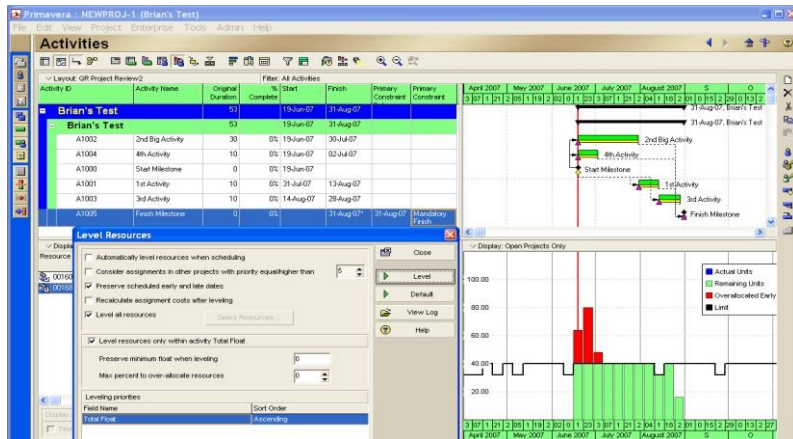 Primavera : NEWPROJ-1 (Brian's Test)
File Edit View Project Enterprise Tools Admin Help
Activities
Layout: QR Project Review2 Filter: All Activities
Activity ID Activity Name Original Duration % Complete Start Finish Primary Constraint Primary Constraint
April 2007 May 2007 June 2007 July 2007 August 2007 S O
Brian's Test 53 19-Jun-07 31-Aug-07
31-Aug-07, Brian's Test
Brian's Test 53 19-Jun-07 31-Aug-07
31-Aug-07, Brian's Test
A1002 2nd Big Activity 30 0% 19-Jun-07 30-Jul-07
2nd Big Activity
A1004 4th Activity 10 0% 19-Jun-07 02-Jul-07
4th Activity
A1000 Start Milestone 0 0% 19-Jun-07
Start Milestone
A1001 1st Activity 10 0% 31-Jul-07 13-Aug-07
1st Activity
A1003 3rd Activity 10 0% 14-Aug-07 28-Aug-07
3rd Activity
A1005 Finish Milestone 0 0% 31-Aug-07* 31-Aug-07 Mandatory Finish
Finish Milestone
Level Resources
Display: Open Projects Only
Resource
Automatically level resources when scheduling
Consider assignments in other projects with priority equal/higher than 5
Preserve scheduled early and late dates
Recalculate assignment costs after leveling
Level all resources
Select Resources...
Close
Level
Default
View Log
Help
Level resources only within activity Total Float
Preserve minimum float when leveling 0
Max percent to over-allocate resources 0
Leveling priorities
Field Name Sort Order
Total Float Ascending
Actual Units
Remaining Units
Overallocated Early
Limit
100.00
80.00
60.00
40.00
20.00
April 2007 May 2007 June 2007 July 2007 August 2007 S O